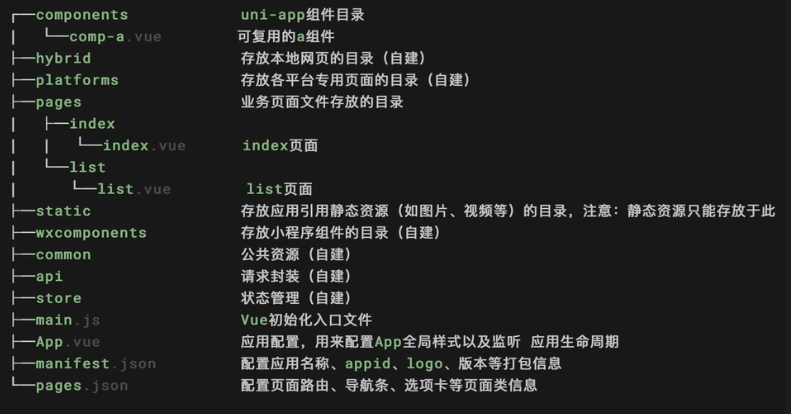 ┌─components uni-app组件目录
│ └─comp-a.vue 可复用的a组件
├─hybrid 存放本地网页的目录（自建）
├─platforms 存放各平台专用页面的目录（自建）
├─pages 业务页面文件存放的目录
│ ├─index
│ │ └─index.vue index页面
│ └─list
│ └─list.vue list页面
├─static 存放应用引用静态资源（如图片、视频等）的目录，注意：静态资源只能存放于此
├─wxcomponents 存放小程序组件的目录（自建）
├─common 公共资源（自建）
├─api 请求封装（自建）
├─store 状态管理（自建）
├─main.js Vue初始化入口文件
├─App.vue 应用配置，用来配置App全局样式以及监听 应用生命周期
├─manifest.json 配置应用名称、appid、logo、版本等打包信息
└─pages.json 配置页面路由、导航条、选项卡等页面类信息